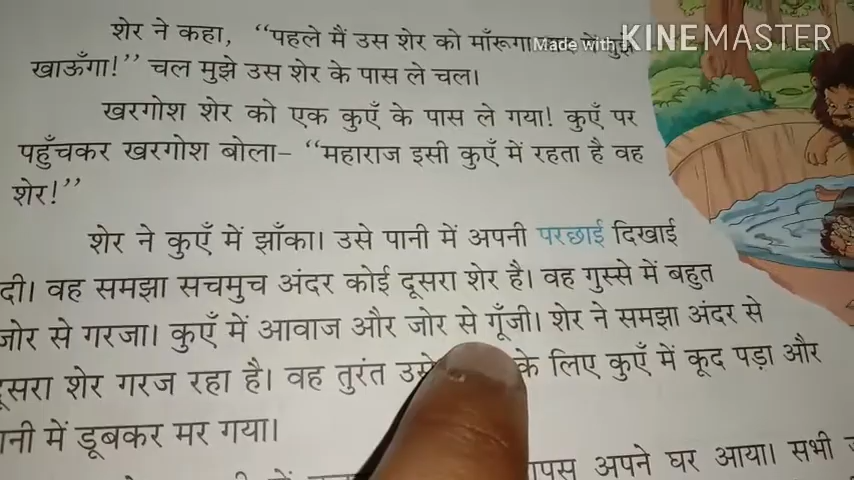 शेर ने कहा, “पहले मैं उस शेर को माँरूगा
Made with KINEMASTER
खाऊँगा!” चल मुझे उस शेर के पास ले चल।
खरगोश शेर को एक कुएँ के पास ले गया! कुएँ पर
पहुँचकर खरगोश बोला– “महाराज इसी कुएँ में रहता है वह
शेर!”
शेर ने कुएँ में झाँका। उसे पानी में अपनी परछाई दिखाई
दी। वह समझा सचमुच अंदर कोई दूसरा शेर है। वह गुस्से में बहुत
जोर से गरजा। कुएँ में आवाज और जोर से गूँजी। शेर ने समझा अंदर से
दूसरा शेर गरज रहा है। वह तुरंत के लिए कुएँ में कूद पड़ा और
पानी में डूबकर मर गया।
अपने घर आया। सभी